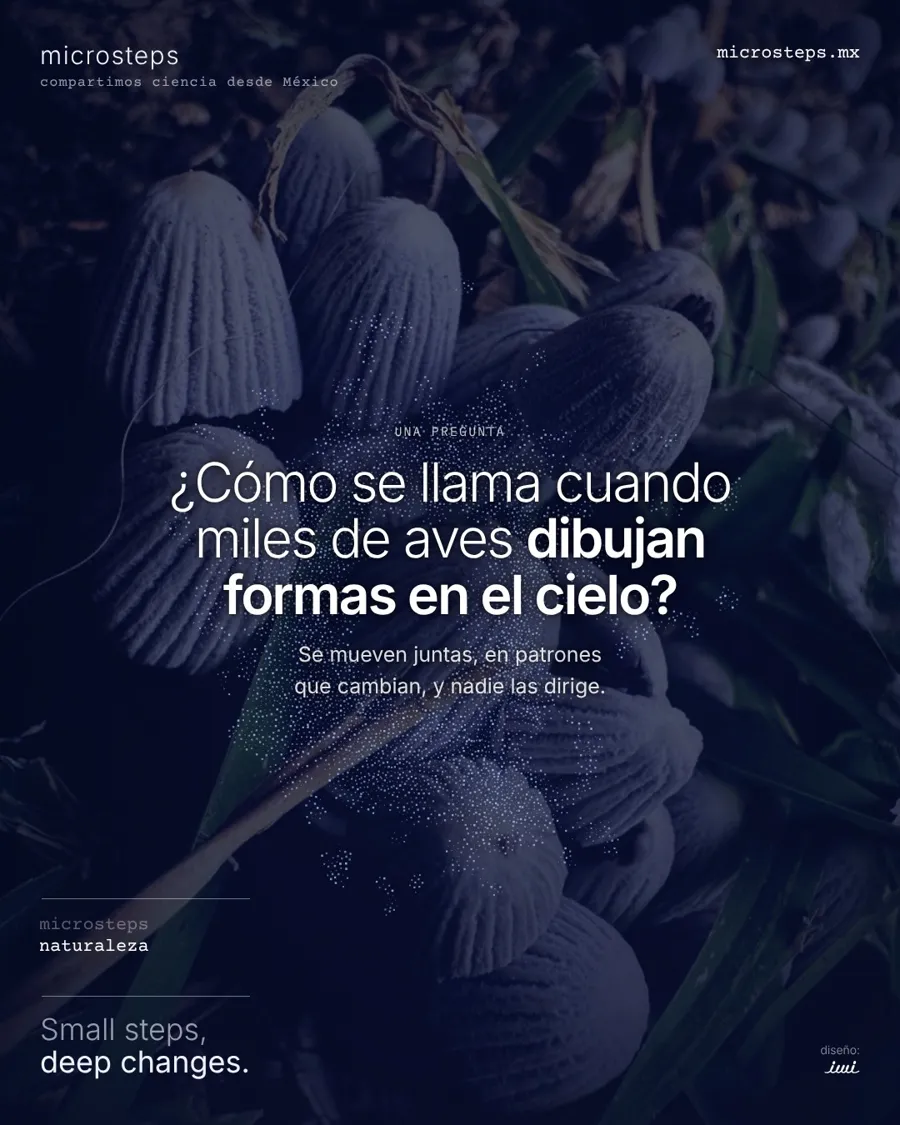 microsteps
compartimos ciencia desde México
microsteps.mx
UNA PREGUNTA
¿Cómo se llama cuando
miles de aves dibujan
formas en el cielo?
Se mueven juntas, en patrones
que cambian, y nadie las dirige.
microsteps
naturaleza
Small steps,
deep changes.
diseño: